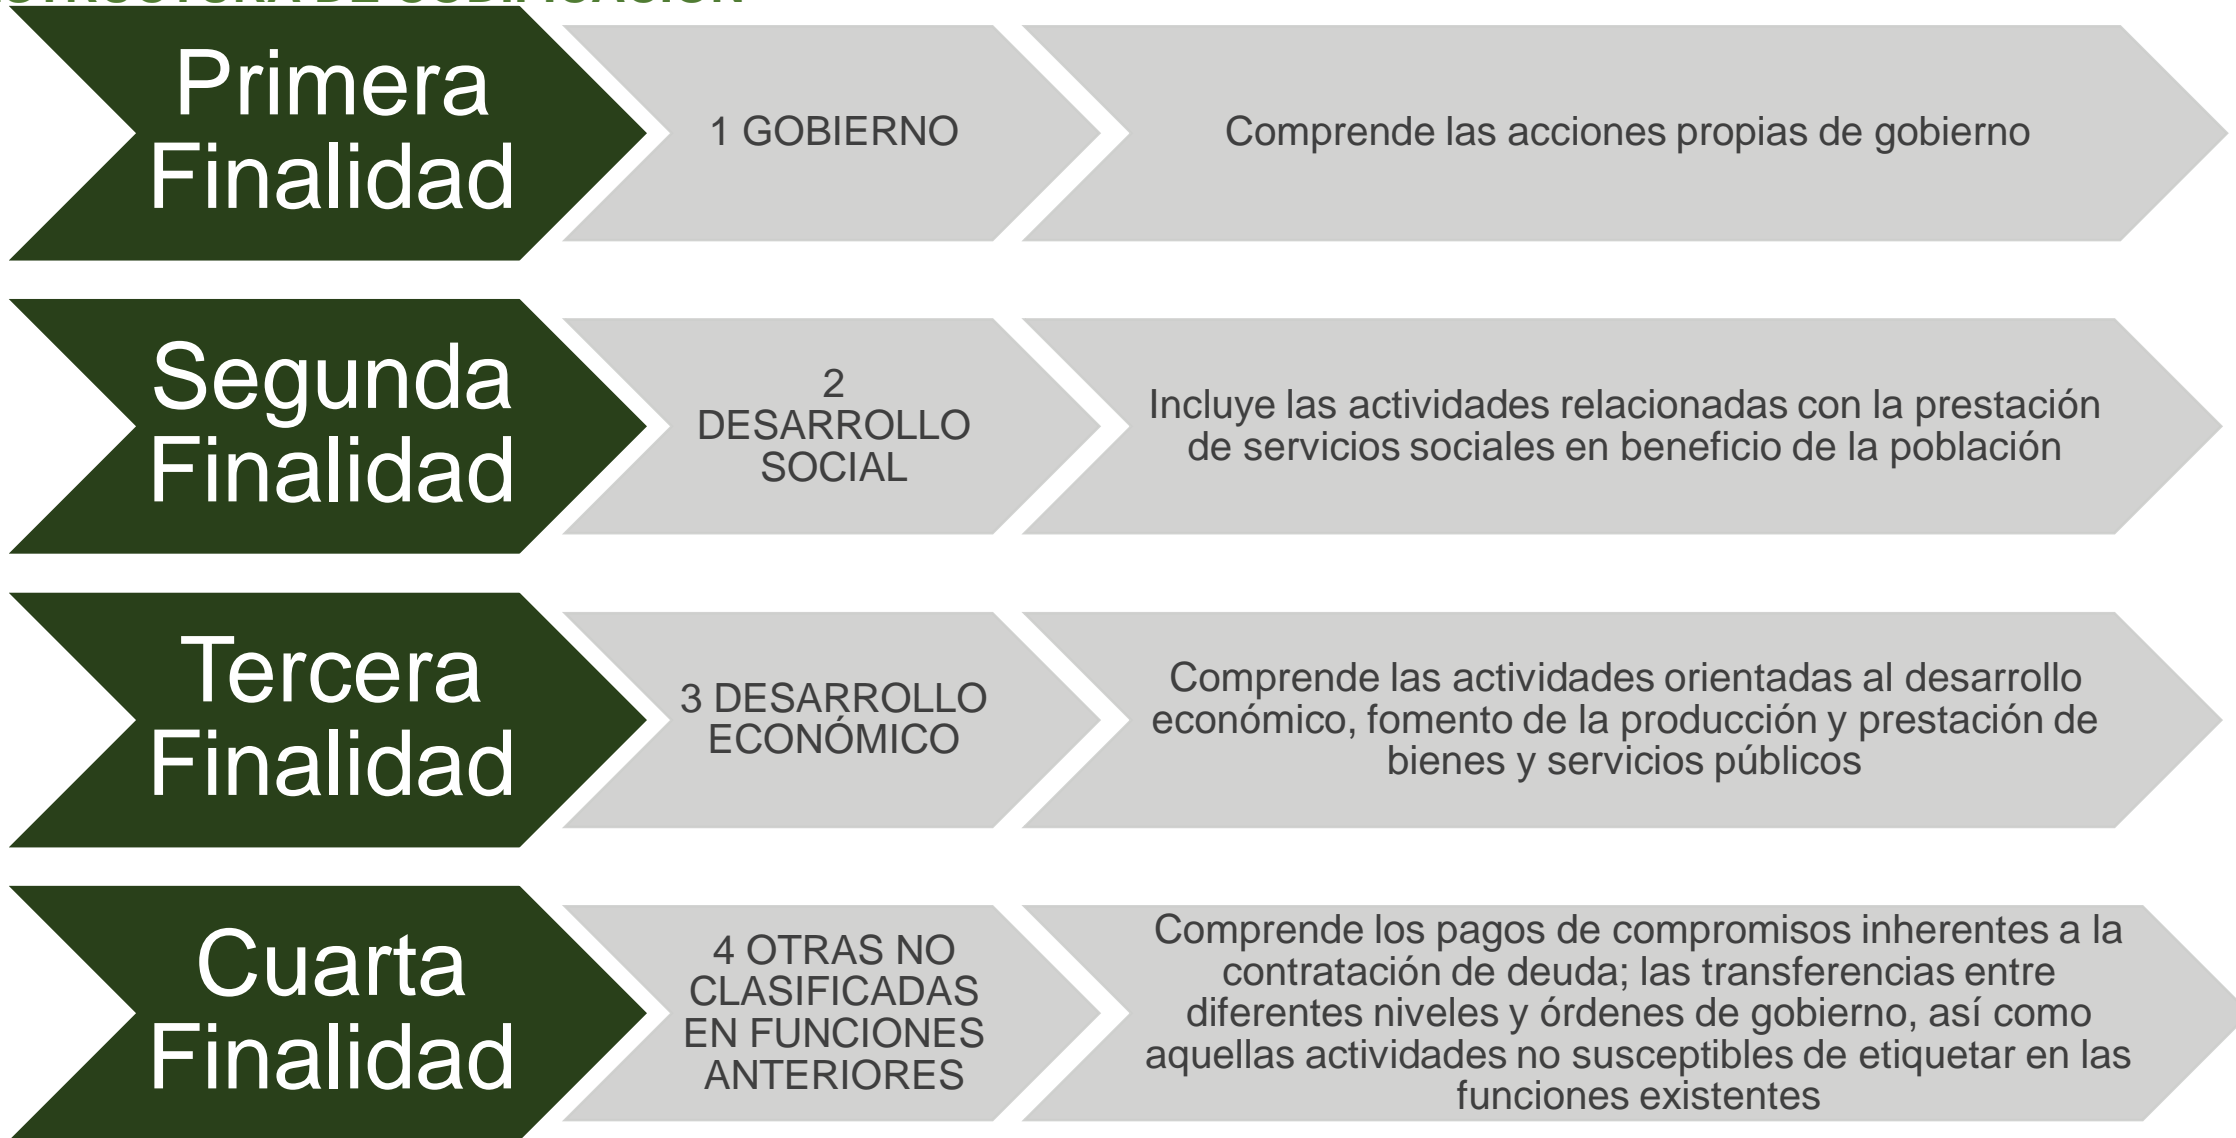 Primera
Finalidad
1 GOBIERNO
Comprende las acciones propias de gobierno
Segunda
Finalidad
2
DESARROLLO
SOCIAL
Incluye las actividades relacionadas con la prestación
de servicios sociales en beneficio de la población
Tercera
Finalidad
3 DESARROLLO
ECONÓMICO
Comprende las actividades orientadas al desarrollo
económico, fomento de la producción y prestación de
bienes y servicios públicos
Cuarta
Finalidad
4 OTRAS NO
CLASIFICADAS
EN FUNCIONES
ANTERIORES
Comprende los pagos de compromisos inherentes a la
contratación de deuda; las transferencias entre
diferentes niveles y órdenes de gobierno, así como
aquellas actividades no susceptibles de etiquetar en las
funciones existentes